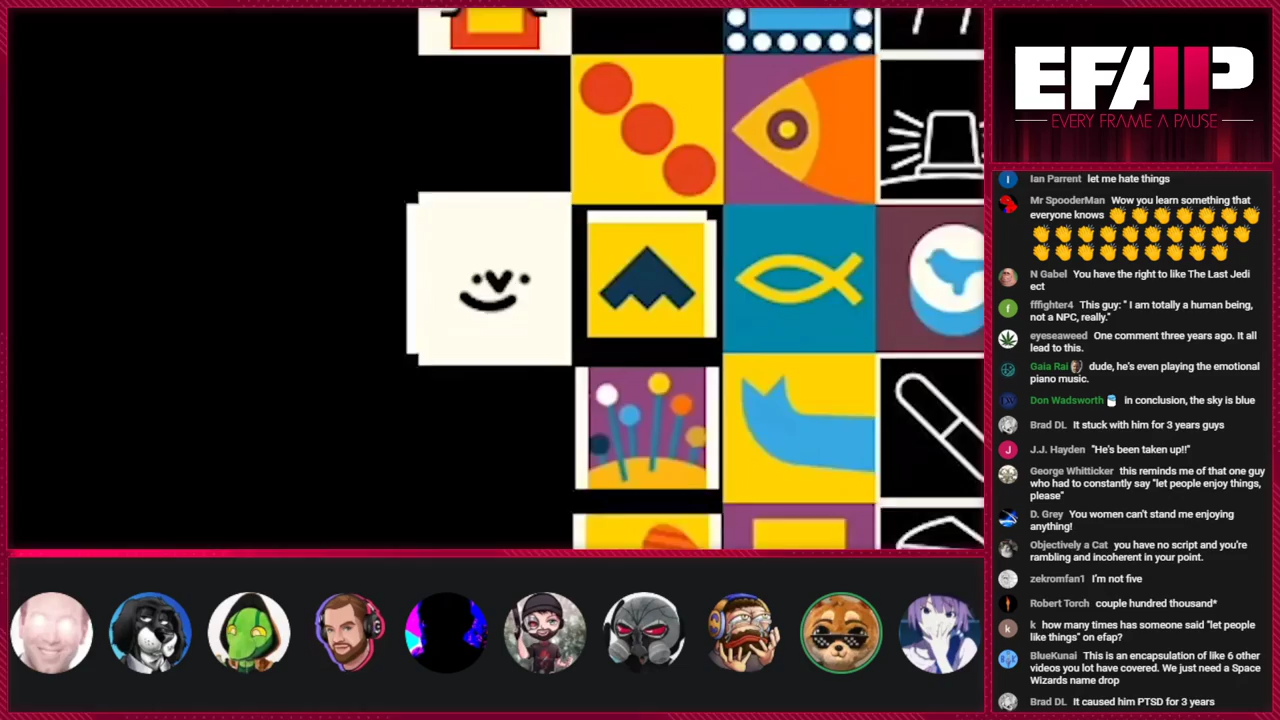 EFAP
EVERY FRAME A PAUSE
Ian Parrent let me hate things
Mr SpooderMan Wow you learn something that
everyone knows 👏👏👏👏👏👏👏
👏👏👏👏👏👏👏👏👏👏
👏👏👏👏👏👏👏👏👏
N Gabel You have the right to like The Last Jedi
ect
fffighter4 This guy: " I am totally a human being,
not a NPC, really."
eyeseaweed One comment three years ago. It all
lead to this.
Gaia Rai dude, he's even playing the emotional
piano music.
Don Wadsworth in conclusion, the sky is blue
Brad DL It stuck with him for 3 years guys
J.J. Hayden "He's been taken up!!"
George Whitticker this reminds me of that one guy
who had to constantly say "let people enjoy things,
please"
D. Grey You women can't stand me enjoying
anything!
Objectively a Cat you have no script and you're
rambling and incoherent in your point.
zekromfan1 I'm not five
Robert Torch couple hundred thousand*
k how many times has someone said "let people
like things" on efap?
BlueKunai This is an encapsulation of like 6 other
videos you lot have covered. We just need a Space
Wizards name drop
Brad DL It caused him PTSD for 3 years